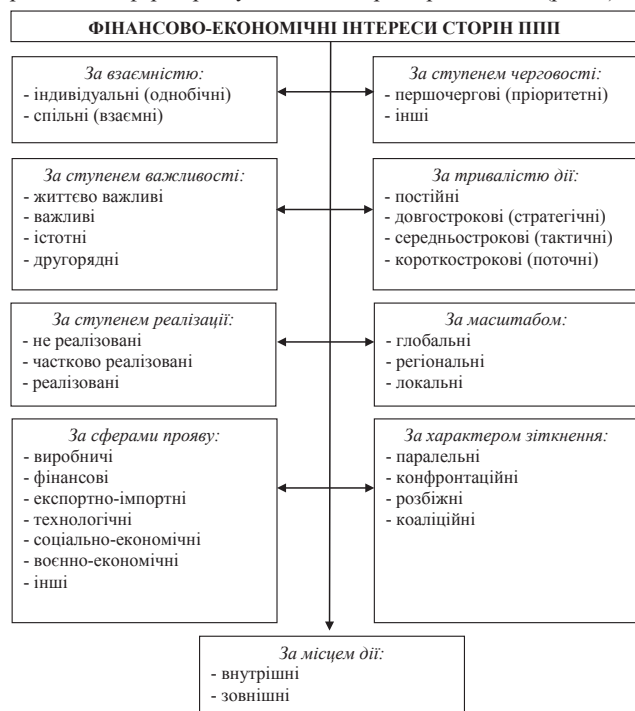 ФІНАНСОВО-ЕКОНОМІЧНІ ІНТЕРЕСИ СТОРІН ППП
За взаємністю:
- індивідуальні (однобічні)
- спільні (взаємні)
За ступенем черговості:
- першочергові (пріоритетні)
- інші
За ступенем важливості:
- життєво важливі
- важливі
- істотні
- другорядні
За тривалістю дії:
- постійні
- довгострокові (стратегічні)
- середньострокові (тактичні)
- короткострокові (поточні)
За ступенем реалізації:
- не реалізовані
- частково реалізовані
- реалізовані
За масштабом:
- глобальні
- регіональні
- локальні
За сферами прояву:
- виробничі
- фінансові
- експортно-імпортні
- технологічні
- соціально-економічні
- воєнно-економічні
- інші
За характером зіткнення:
- паралельні
- конфронтаційні
- розбіжні
- коаліційні
За місцем дії:
- внутрішні
- зовнішні